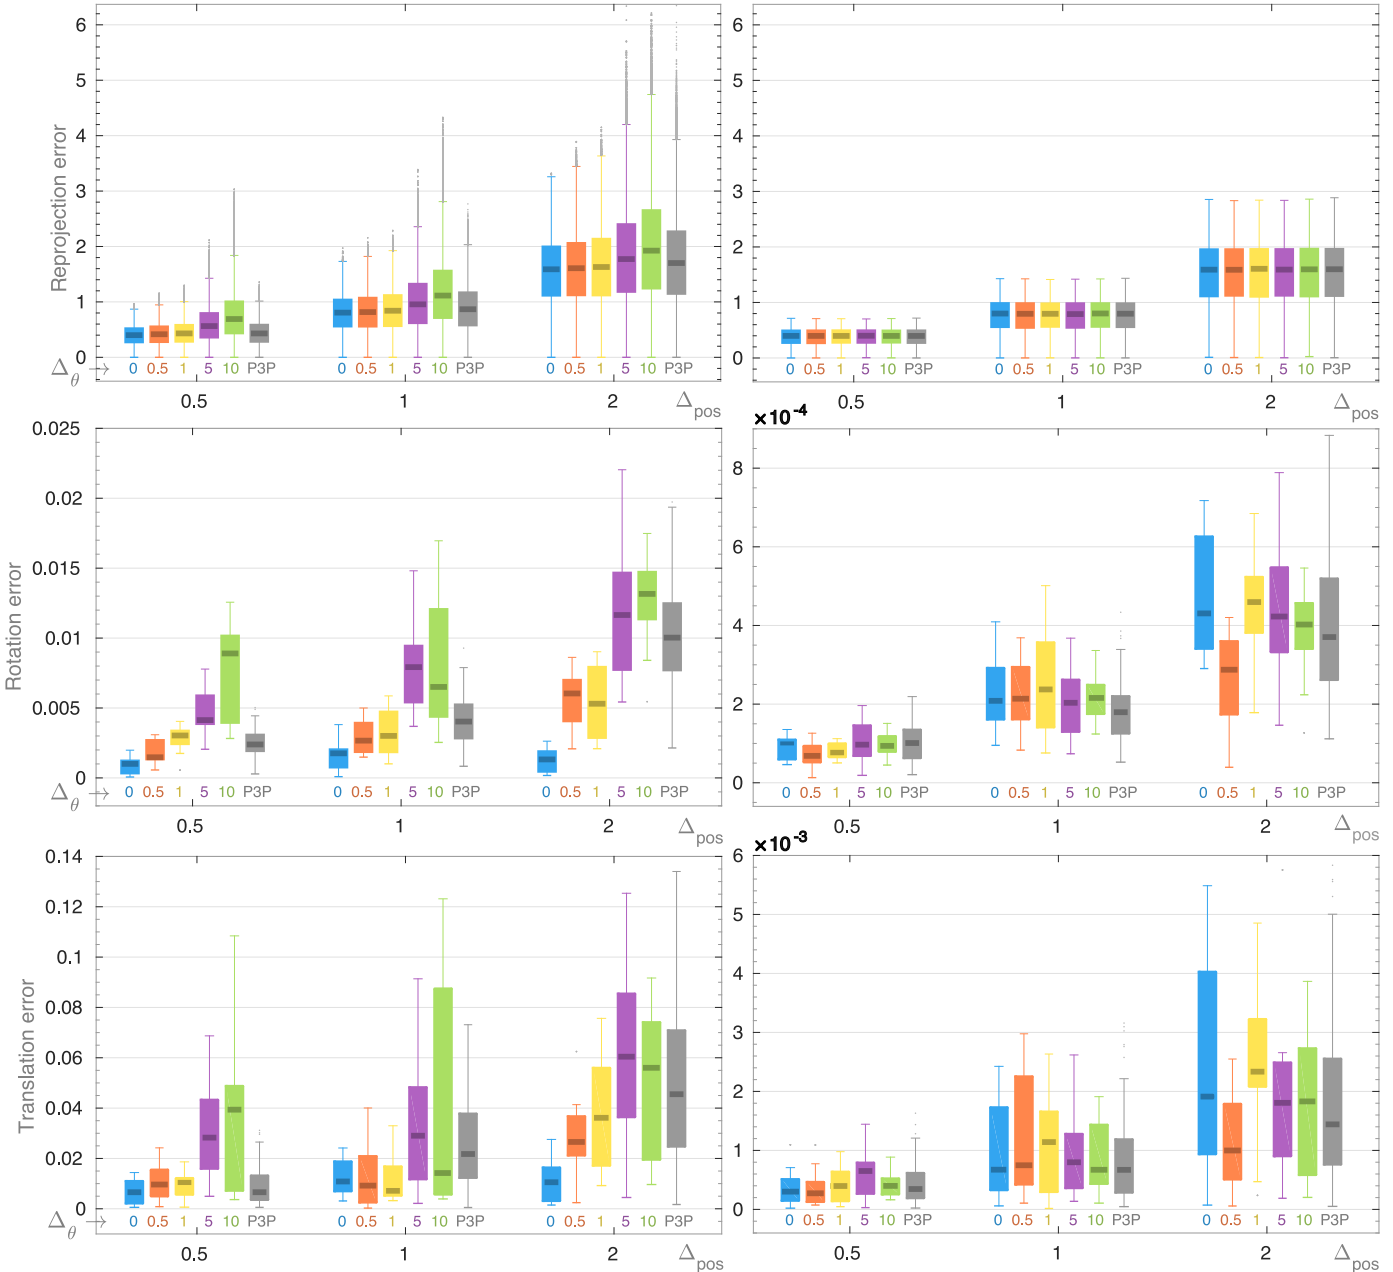 Reprojection error
6
5
4
3
2
1
0
Δθ → 0 0.5 1 5 10 P3P 0 0.5 1 5 10 P3P 0 0.5 1 5 10 P3P
0.5 1 2 Δpos
6
5
4
3
2
1
0
0 0.5 1 5 10 P3P 0 0.5 1 5 10 P3P 0 0.5 1 5 10 P3P
0.5 1 2 Δpos
Rotation error
0.025
0.02
0.015
0.01
0.005
0
Δθ → 0 0.5 1 5 10 P3P 0 0.5 1 5 10 P3P 0 0.5 1 5 10 P3P
0.5 1 2 Δpos
×10-4
8
6
4
2
0
0 0.5 1 5 10 P3P 0 0.5 1 5 10 P3P 0 0.5 1 5 10 P3P
0.5 1 2 Δpos
Translation error
0.14
0.12
0.1
0.08
0.06
0.04
0.02
0
Δθ → 0 0.5 1 5 10 P3P 0 0.5 1 5 10 P3P 0 0.5 1 5 10 P3P
0.5 1 2 Δpos
×10-3
6
5
4
3
2
1
0
0 0.5 1 5 10 P3P 0 0.5 1 5 10 P3P 0 0.5 1 5 10 P3P
0.5 1 2 Δpos